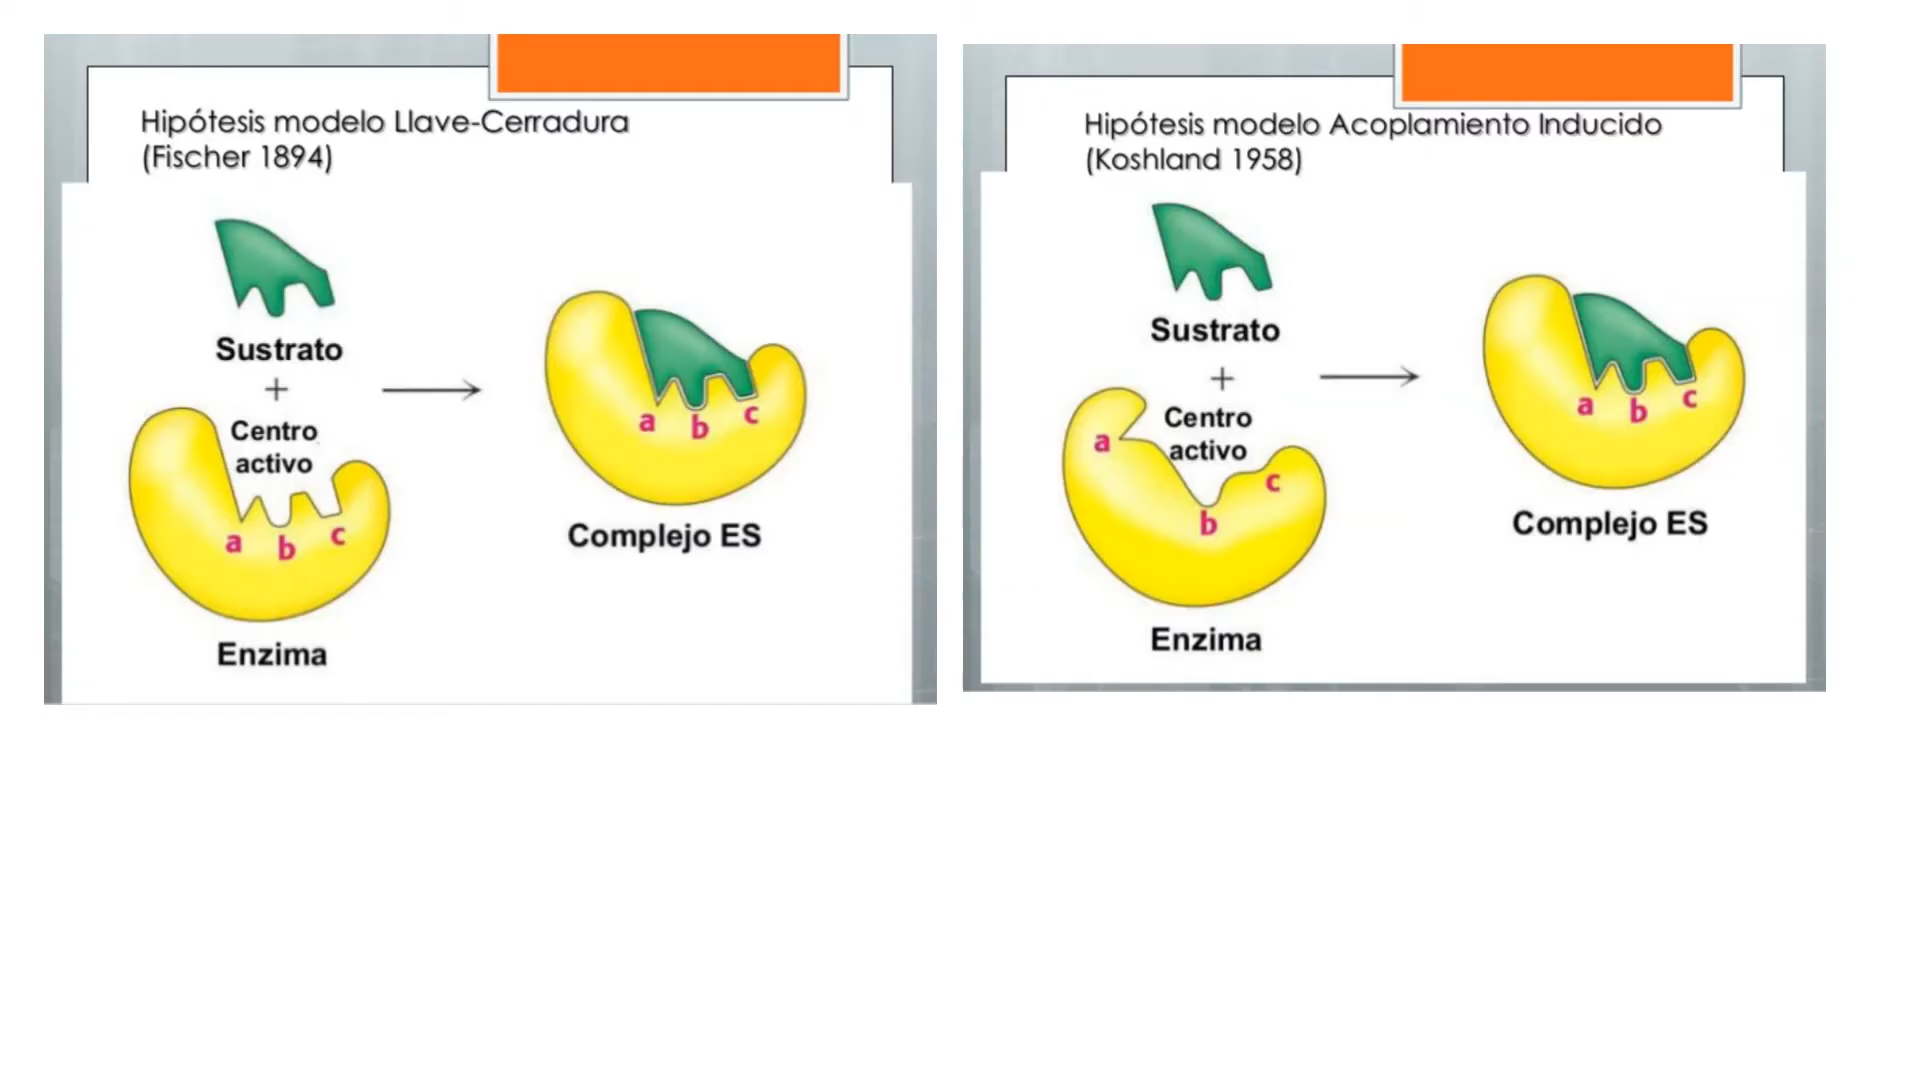 Hipótesis modelo Llave-Cerradura
(Fischer 1894)
Sustrato
+
Centro
activo
a
b
c
Enzima
a
b
c
Complejo ES
Hipótesis modelo Acoplamiento Inducido
(Koshland 1958)
Sustrato
+
Centro
activo
a
b
c
Enzima
a
b
c
Complejo ES